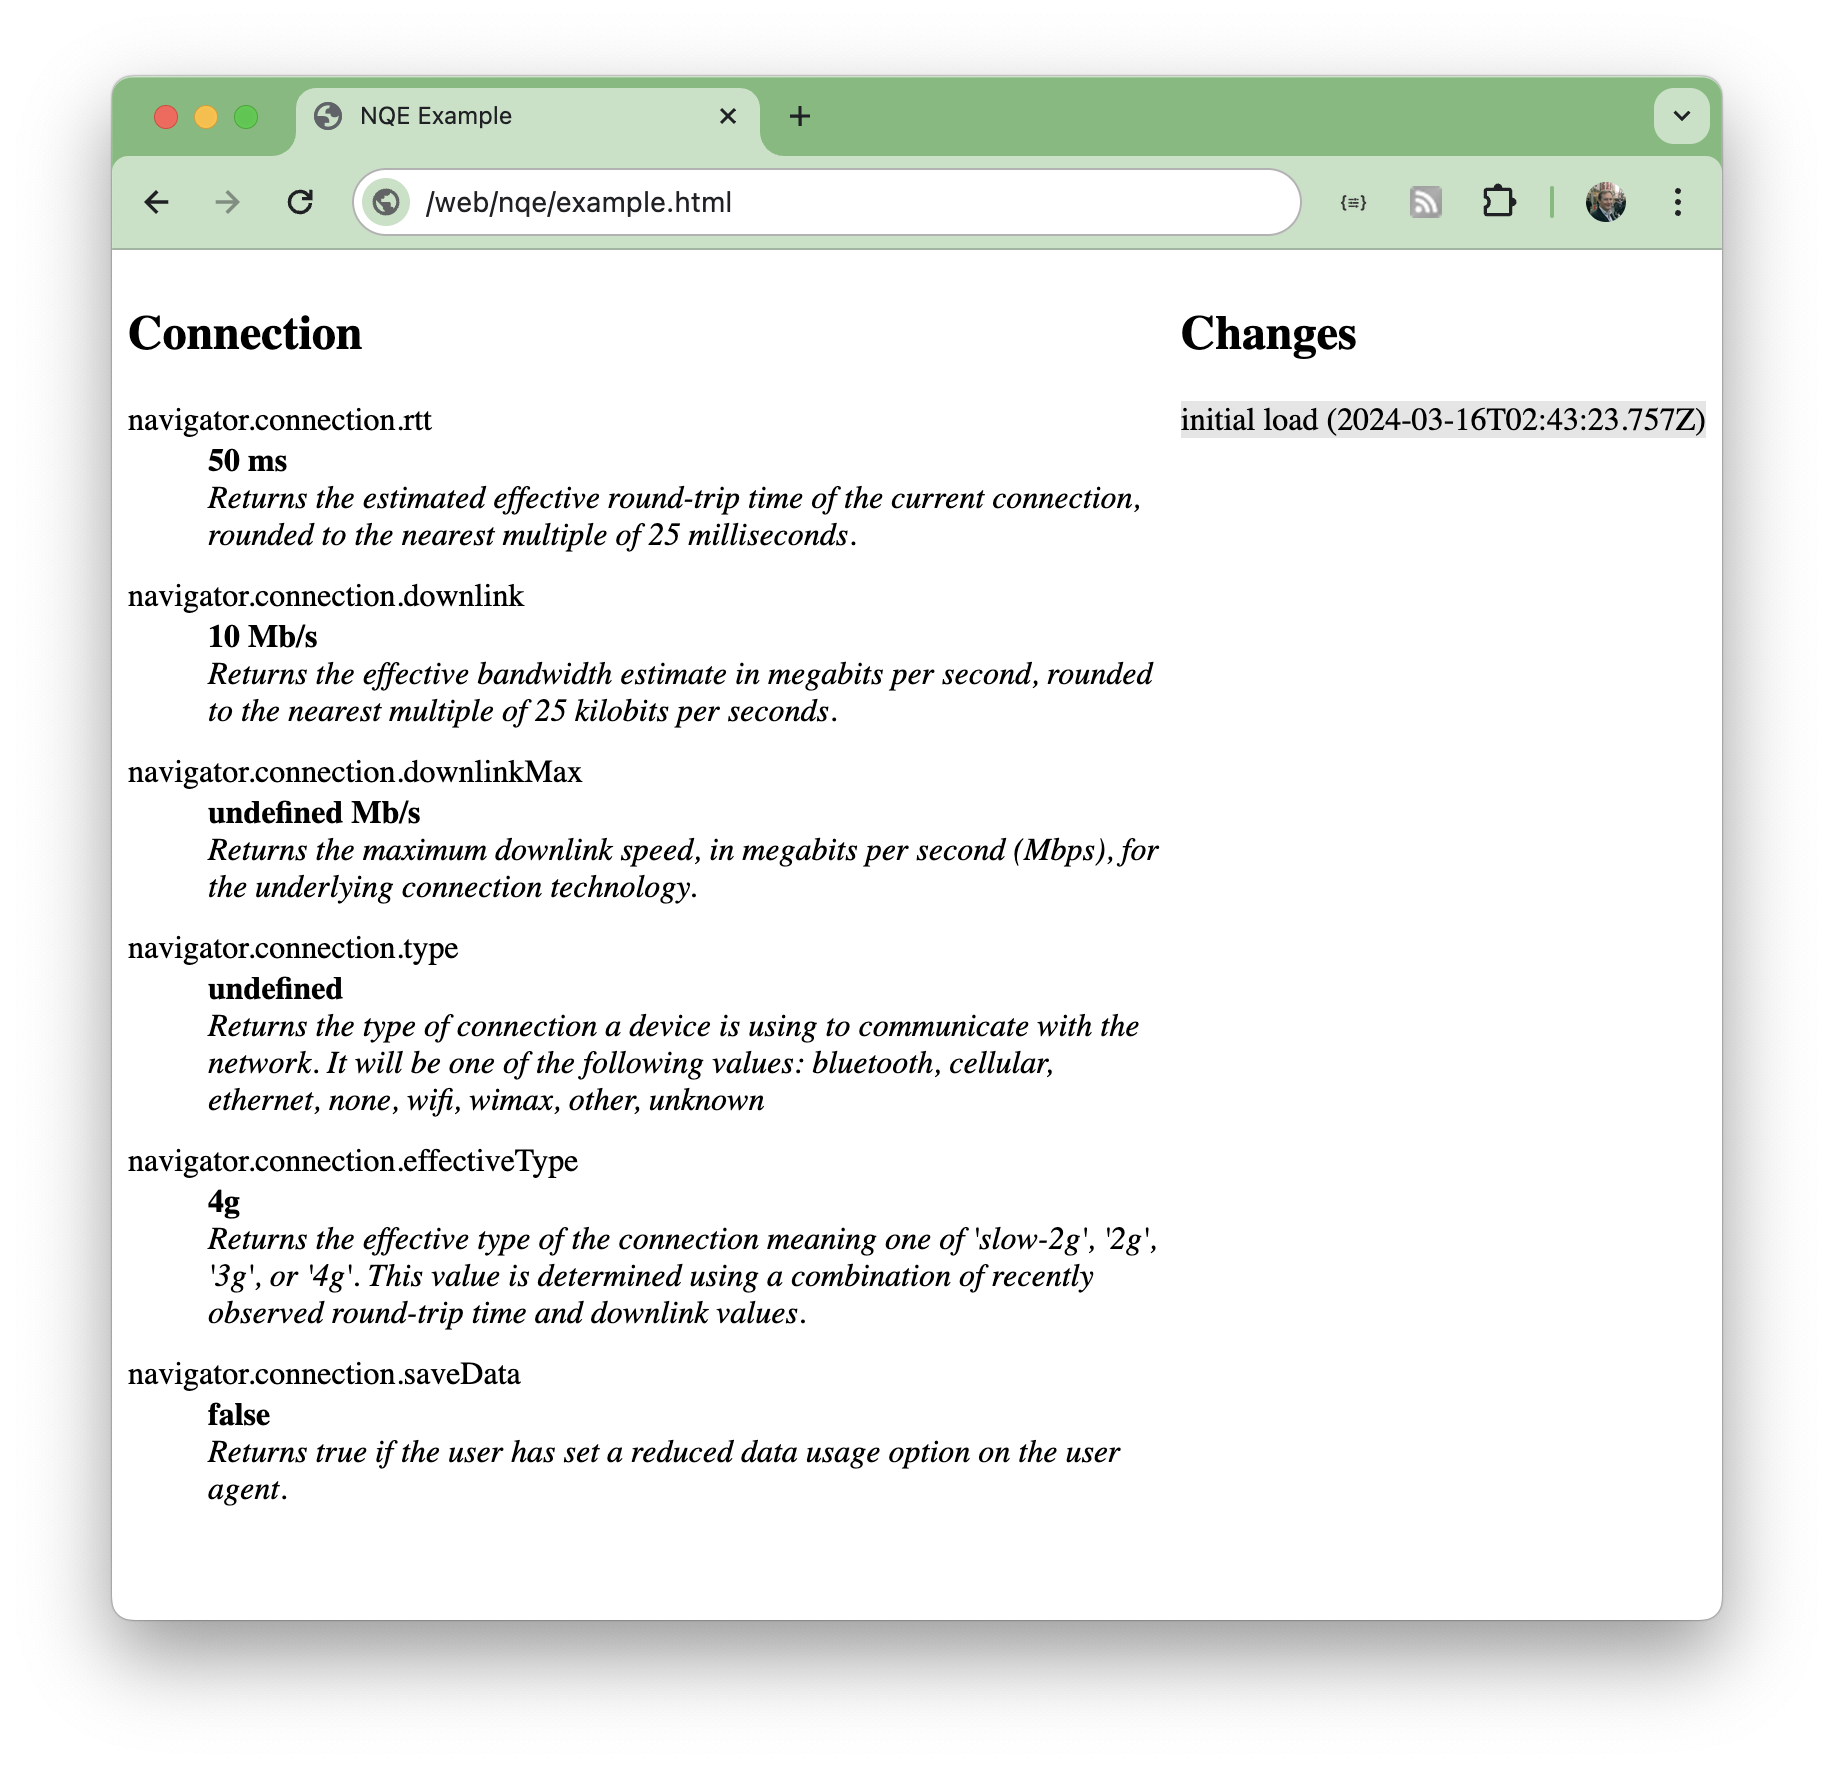 NQE Example
/web/nqe/example.html
Connection
navigator.connection.rtt
50 ms
Returns the estimated effective round-trip time of the current connection,
rounded to the nearest multiple of 25 milliseconds.
navigator.connection.downlink
10 Mb/s
Returns the effective bandwidth estimate in megabits per second, rounded
to the nearest multiple of 25 kilobits per seconds.
navigator.connection.downlinkMax
undefined Mb/s
Returns the maximum downlink speed, in megabits per second (Mbps), for
the underlying connection technology.
navigator.connection.type
undefined
Returns the type of connection a device is using to communicate with the
network. It will be one of the following values: bluetooth, cellular,
ethernet, none, wifi, wimax, other, unknown
navigator.connection.effectiveType
4g
Returns the effective type of the connection meaning one of 'slow-2g', '2g',
'3g', or '4g'. This value is determined using a combination of recently
observed round-trip time and downlink values.
navigator.connection.saveData
false
Returns true if the user has set a reduced data usage option on the user
agent.
Changes
initial load (2024-03-16T02:43:23.757Z)